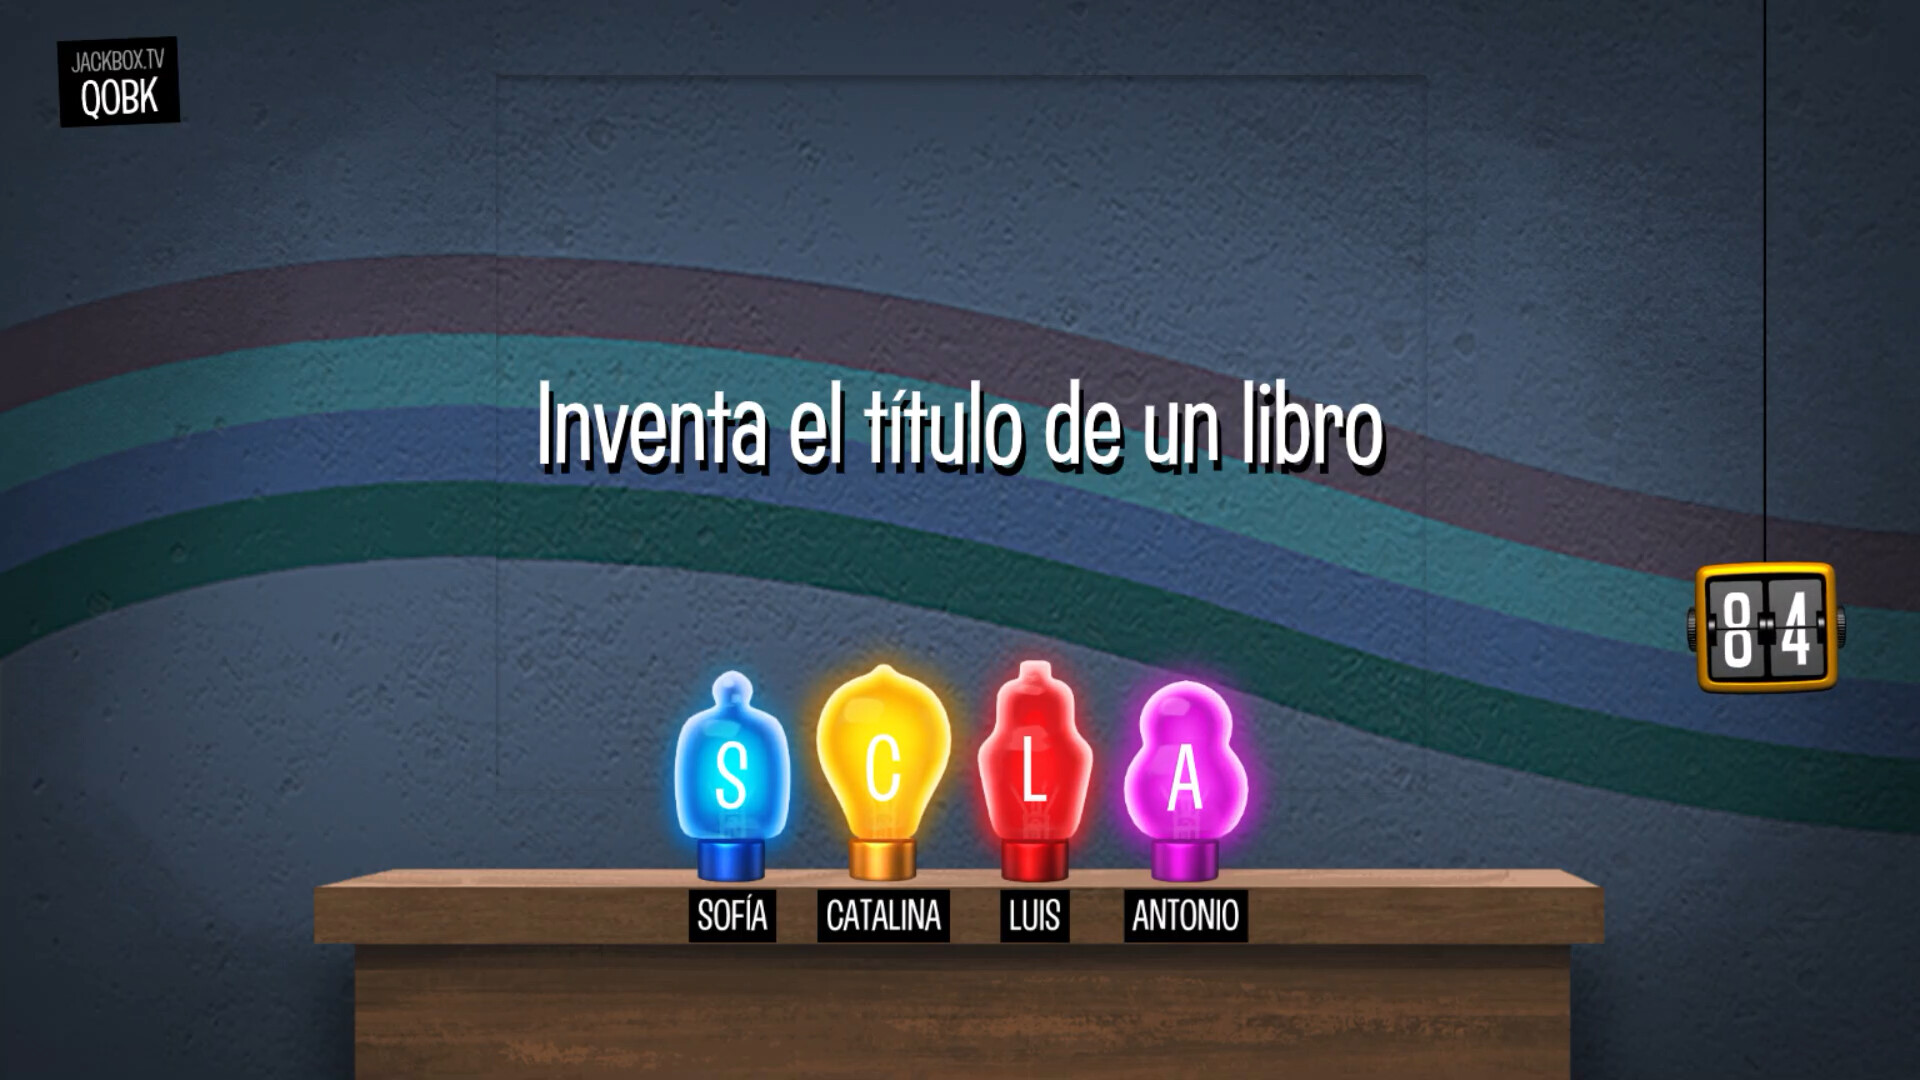 JACKBOX.TV
QOBK
Inventa el título de un libro
84
S C L A
SOFÍA CATALINA LUIS ANTONIO